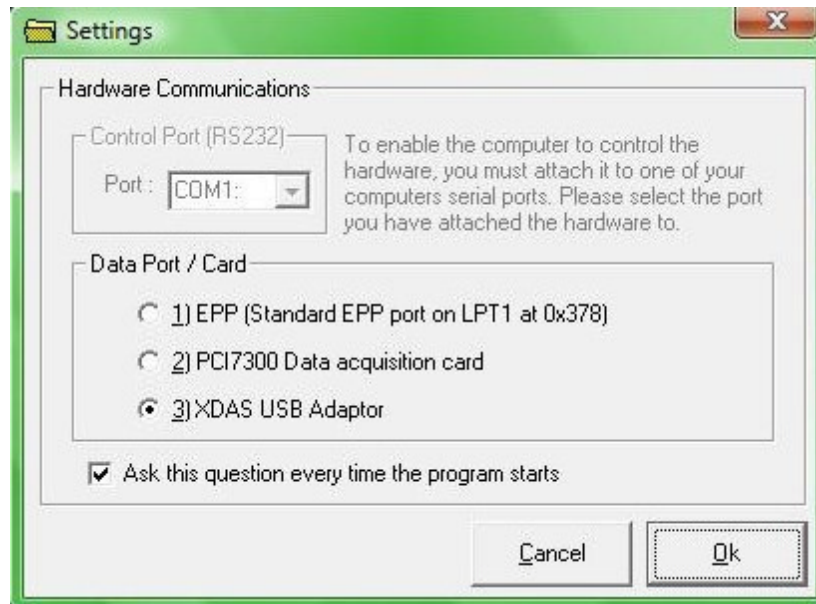 Settings
Hardware Communications
Control Port (RS232)
Port :
COM1:
To enable the computer to control the
hardware, you must attach it to one of your
computers serial ports. Please select the port
you have attached the hardware to.
Data Port / Card
1) EPP (Standard EPP port on LPT1 at 0x378)
2) PCI7300 Data acquisition card
3) XDAS USB Adaptor
Ask this question every time the program starts
Cancel
Ok